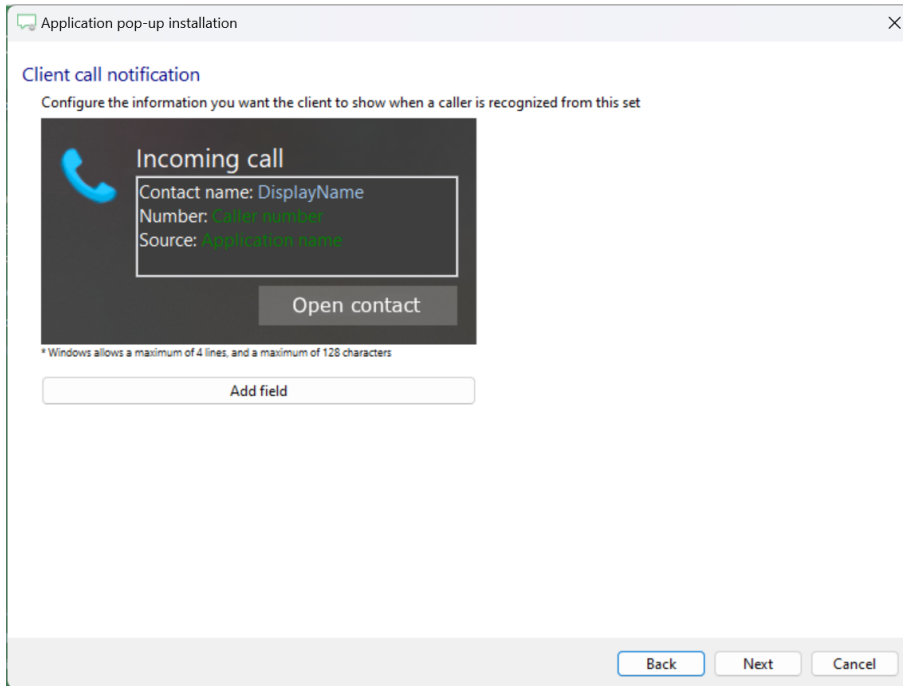 Application pop-up installation
Client call notification
Configure the information you want the client to show when a caller is recognized from this set
Incoming call
Contact name: DisplayName
Number: Caller number
Source: Application name
Open contact
* Windows allows a maximum of 4 lines, and a maximum of 128 characters
Add field
Back Next Cancel